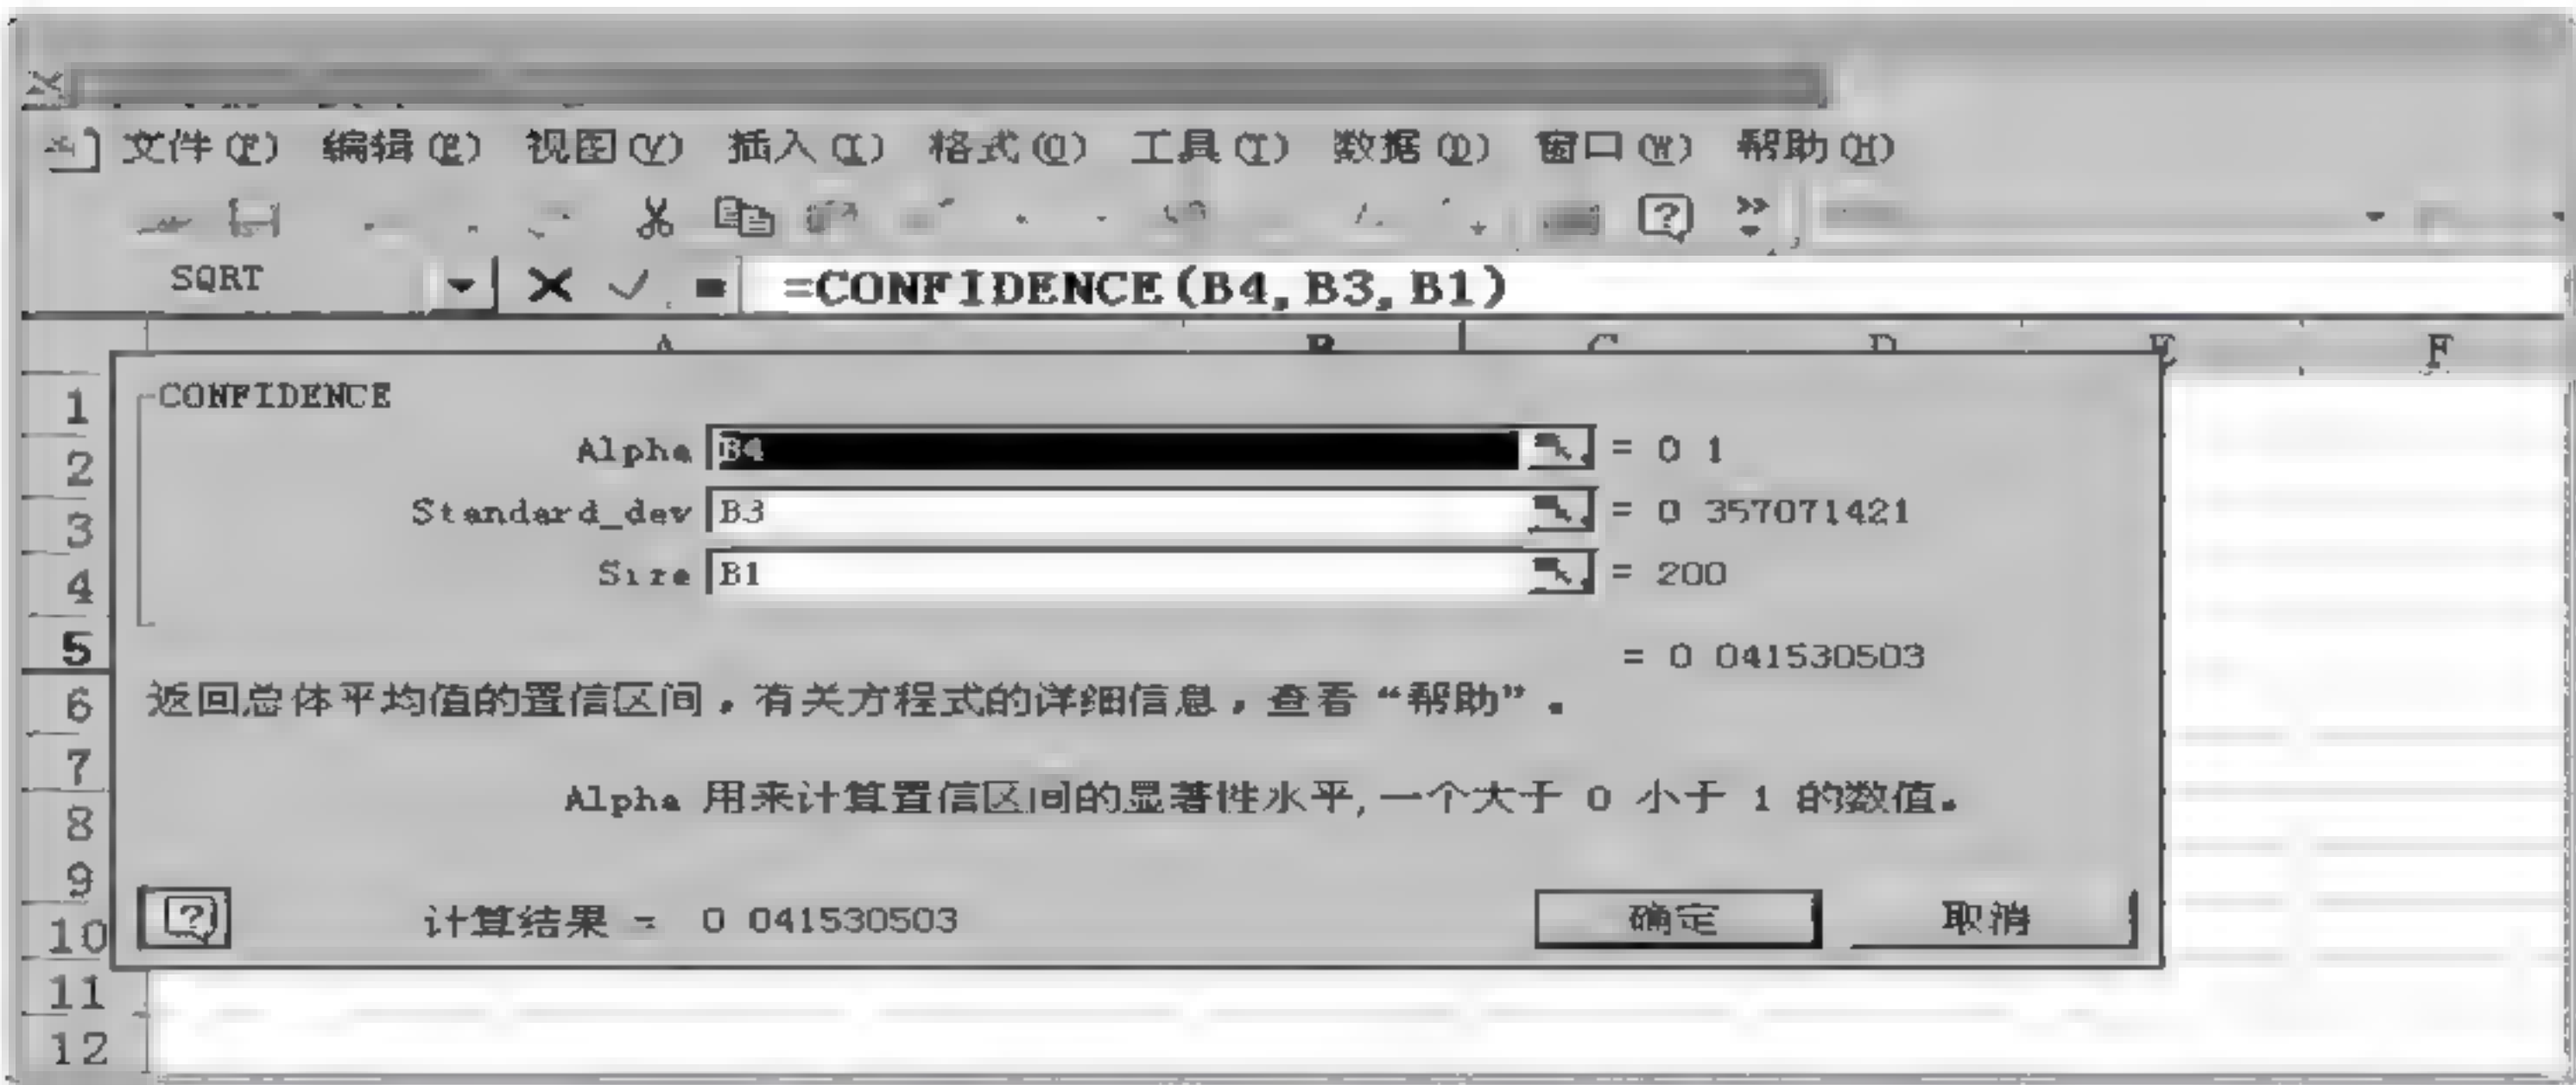 文件(F) 编辑(E) 视图(V) 插入(I) 格式(O) 工具(T) 数据(D) 窗口(W) 帮助(H)
SQRT =CONFIDENCE(B4,B3,B1)
A B C D E F
1
2
3
4
5
6
7
8
9
10
11
12
CONFIDENCE
Alpha B4 = 0 1
Standard_dev B3 = 0 357071421
Size B1 = 200
= 0 041530503
返回总体平均值的置信区间，有关方程式的详细信息，查看“帮助”。
Alpha 用来计算置信区间的显著性水平,一个大于 0 小于 1 的数值。
计算结果 = 0 041530503
确定 取消